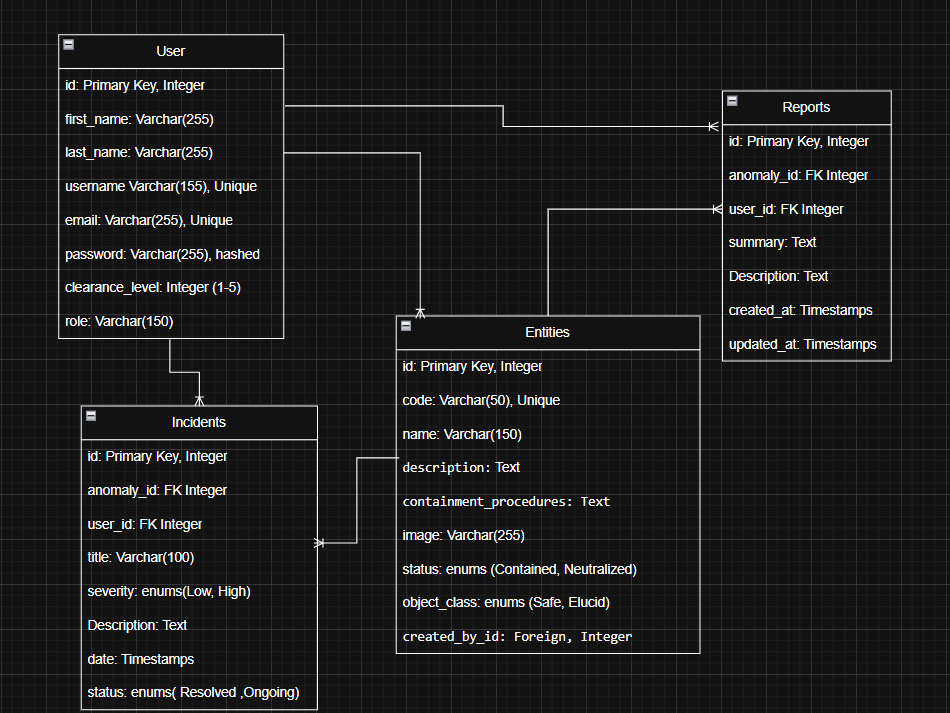 User
id: Primary Key, Integer
first_name: Varchar(255)
last_name: Varchar(255)
username Varchar(155), Unique
email: Varchar(255), Unique
password: Varchar(255), hashed
clearance_level: Integer (1-5)
role: Varchar(150)
Reports
id: Primary Key, Integer
anomaly_id: FK Integer
user_id: FK Integer
summary: Text
Description: Text
created_at: Timestamps
updated_at: Timestamps
Entities
id: Primary Key, Integer
code: Varchar(50), Unique
name: Varchar(150)
description: Text
containment_procedures: Text
image: Varchar(255)
status: enums (Contained, Neutralized)
object_class: enums (Safe, Elucid)
created_by_id: Foreign, Integer
Incidents
id: Primary Key, Integer
anomaly_id: FK Integer
user_id: FK Integer
title: Varchar(100)
severity: enums(Low, High)
Description: Text
date: Timestamps
status: enums( Resolved ,Ongoing)